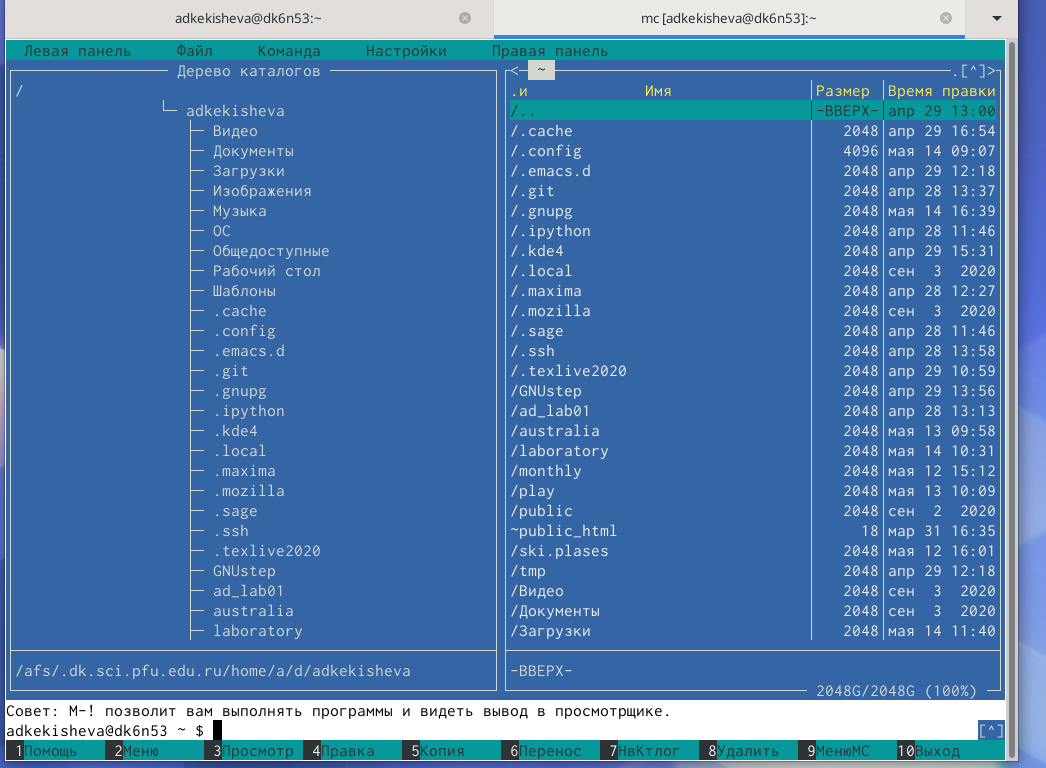 adkekisheva@dk6n53:~
mc [adkekisheva@dk6n53]:~
Левая панель Файл Команда Настройки Правая панель
Дерево каталогов
/
adkekisheva
Видео
Документы
Загрузки
Изображения
Музыка
ОС
Общедоступные
Рабочий стол
Шаблоны
.cache
.config
.emacs.d
.git
.gnupg
.ipython
.kde4
.local
.maxima
.mozilla
.sage
.ssh
.texlive2020
GNUstep
ad_lab01
australia
laboratory
/afs/.dk.sci.pfu.edu.ru/home/a/d/adkekisheva
<- ~ .[^]>
.и Имя Размер Время правки
/.. -ВВЕРХ- апр 29 13:00
/.cache 2048 апр 29 16:54
/.config 4096 мая 14 09:07
/.emacs.d 2048 апр 29 12:18
/.git 2048 апр 28 13:37
/.gnupg 2048 мая 14 16:39
/.ipython 2048 апр 28 11:46
/.kde4 2048 апр 29 15:31
/.local 2048 сен 3 2020
/.maxima 2048 апр 28 12:27
/.mozilla 2048 сен 3 2020
/.sage 2048 апр 28 11:46
/.ssh 2048 апр 28 13:58
/.texlive2020 2048 апр 29 10:59
/GNUstep 2048 апр 29 13:56
/ad_lab01 2048 апр 28 13:13
/australia 2048 мая 13 09:58
/laboratory 2048 мая 14 10:31
/monthly 2048 мая 12 15:12
/play 2048 мая 13 10:09
/public 2048 сен 2 2020
~public_html 18 мар 31 16:35
/ski.plases 2048 мая 12 16:01
/tmp 2048 апр 29 12:18
/Видео 2048 сен 3 2020
/Документы 2048 сен 3 2020
/Загрузки 2048 мая 14 11:40
-ВВЕРХ-
2048G/2048G (100%)
Совет: M-! позволит вам выполнять программы и видеть вывод в просмотрщике.
adkekisheva@dk6n53 ~ $ [^]
1Помощь 2Меню 3Просмотр 4Правка 5Копия 6Перенос 7НвКтлог 8Удалить 9МенюMC 10Выход